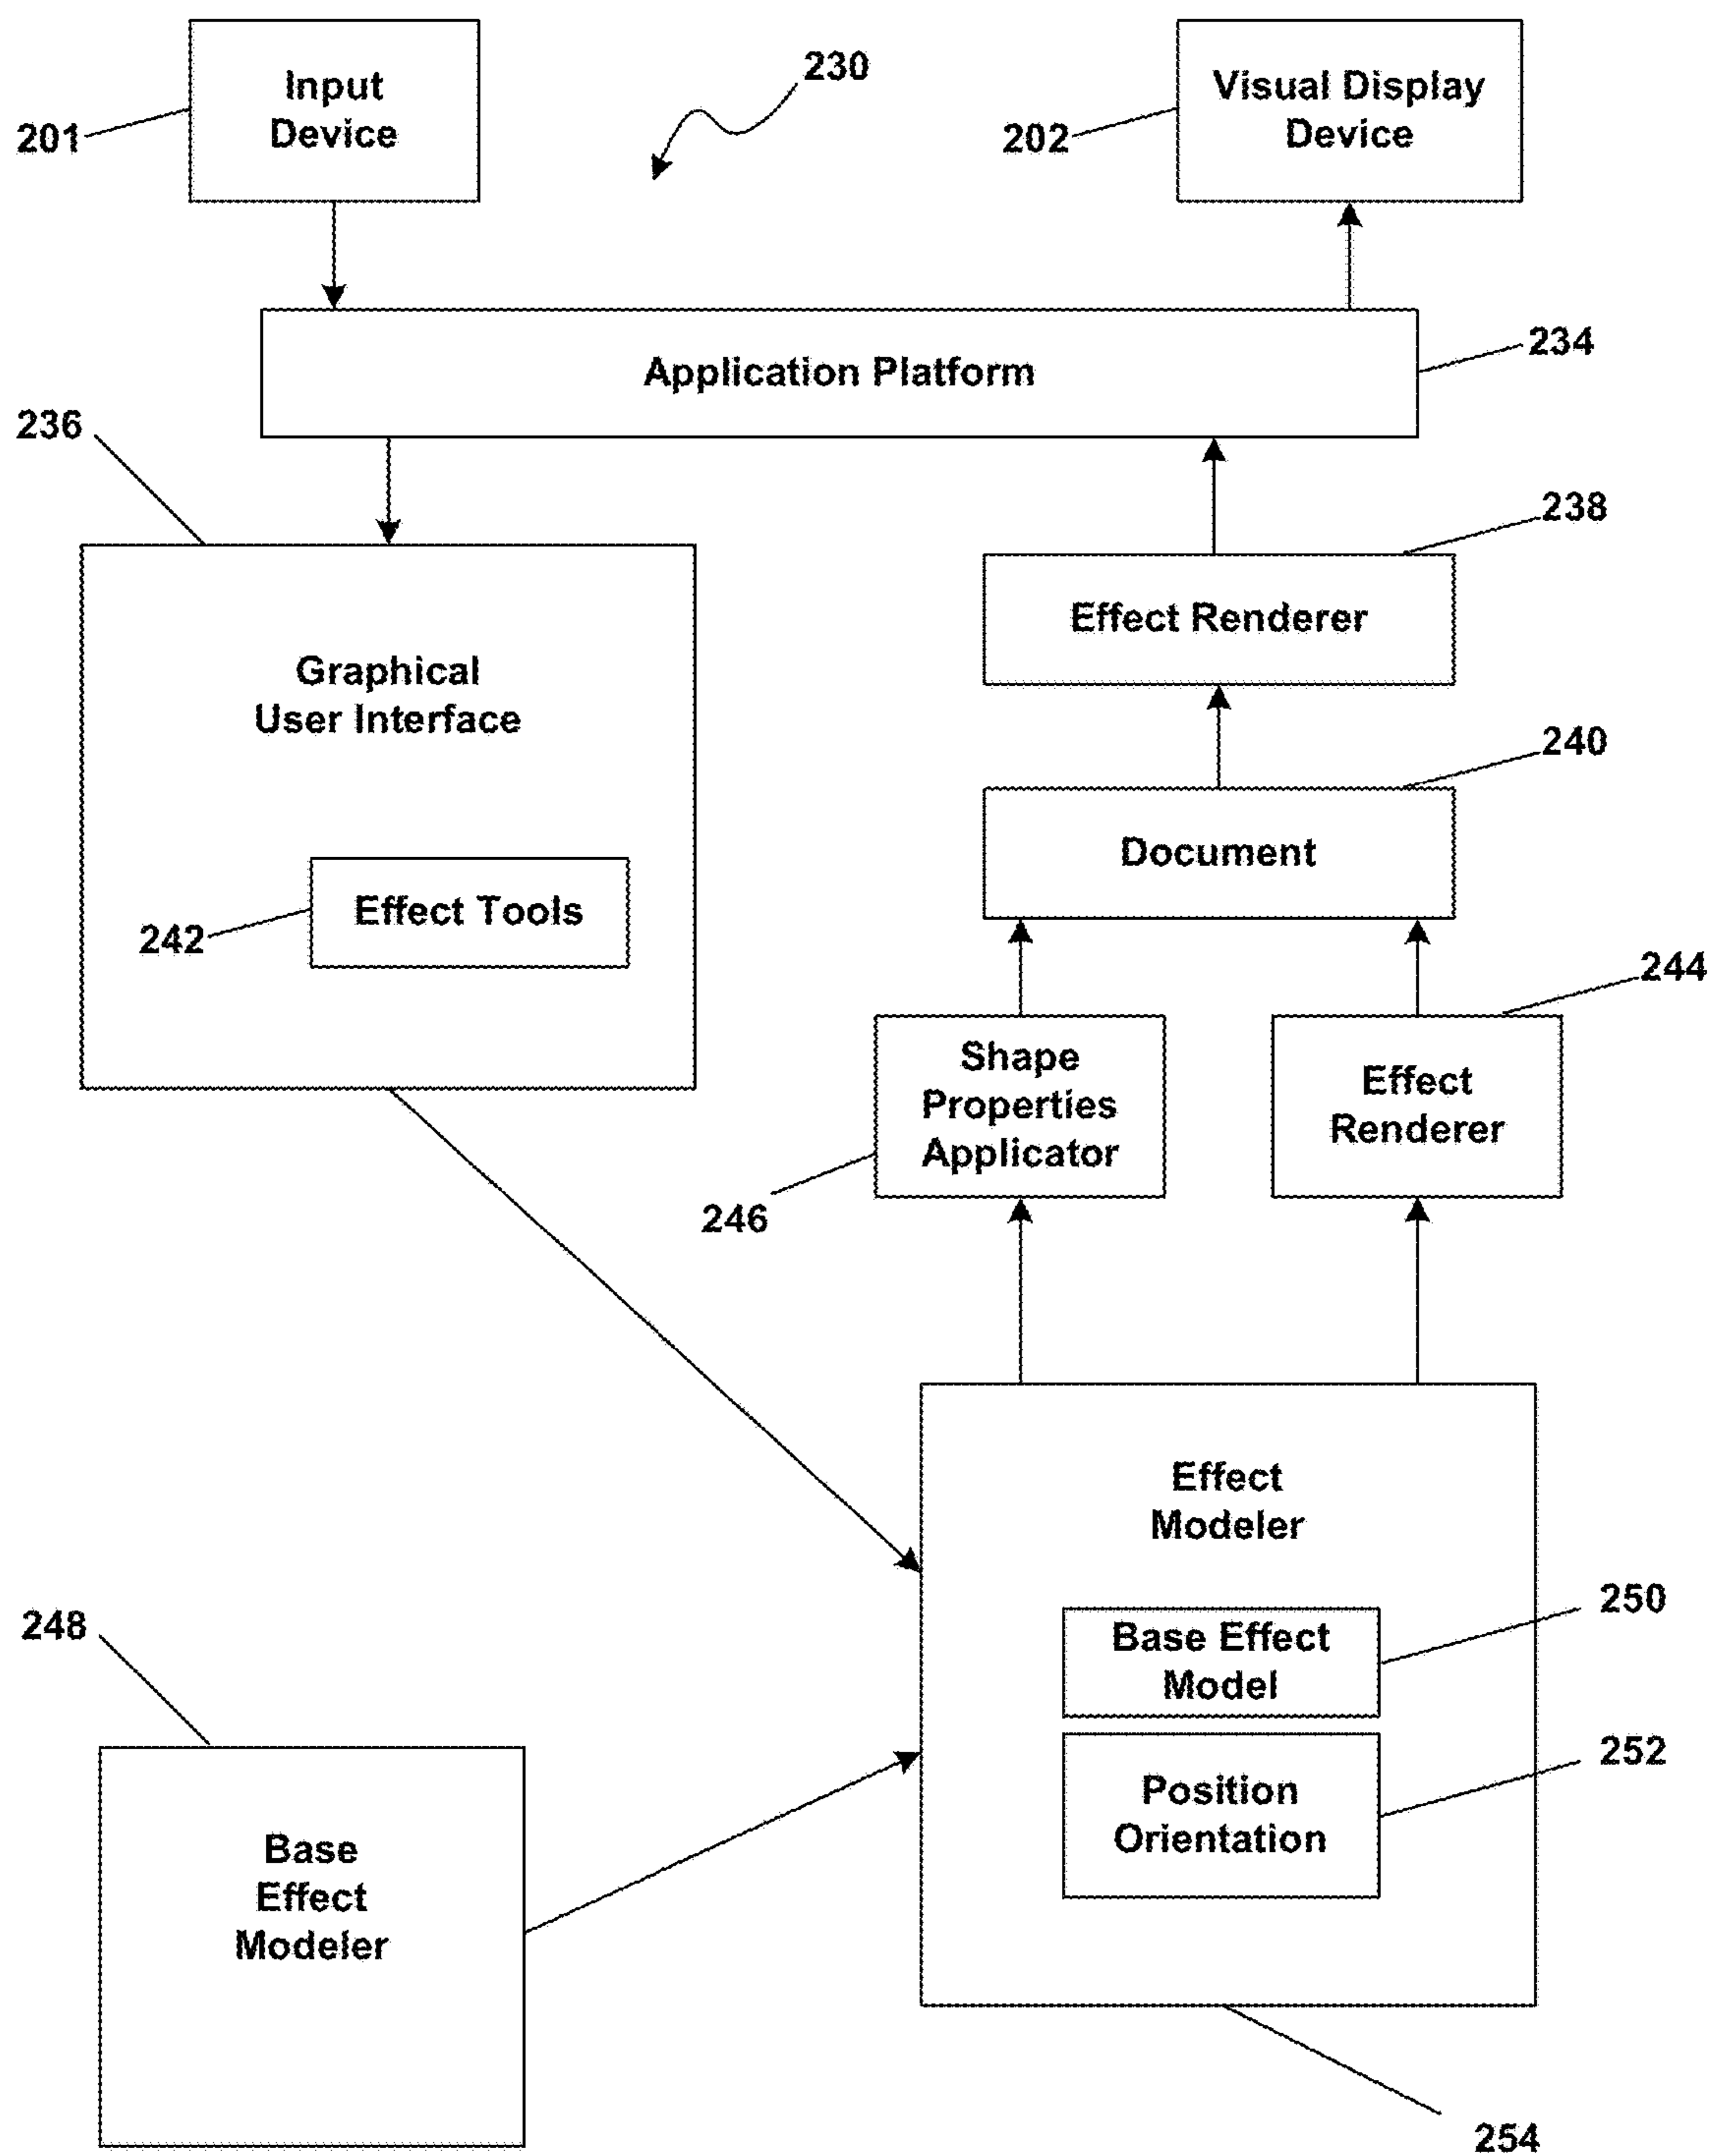 Input
Device
201
230
Visual Display
Device
202
Application Platform
234
236
238
Effect Renderer
Graphical
User Interface
240
Document
Effect Tools
242
244
Shape
Properties
Applicator
246
Effect
Renderer
Effect
Modeler
250
Base Effect
Model
248
252
Position
Orientation
Base
Effect
Modeler
254